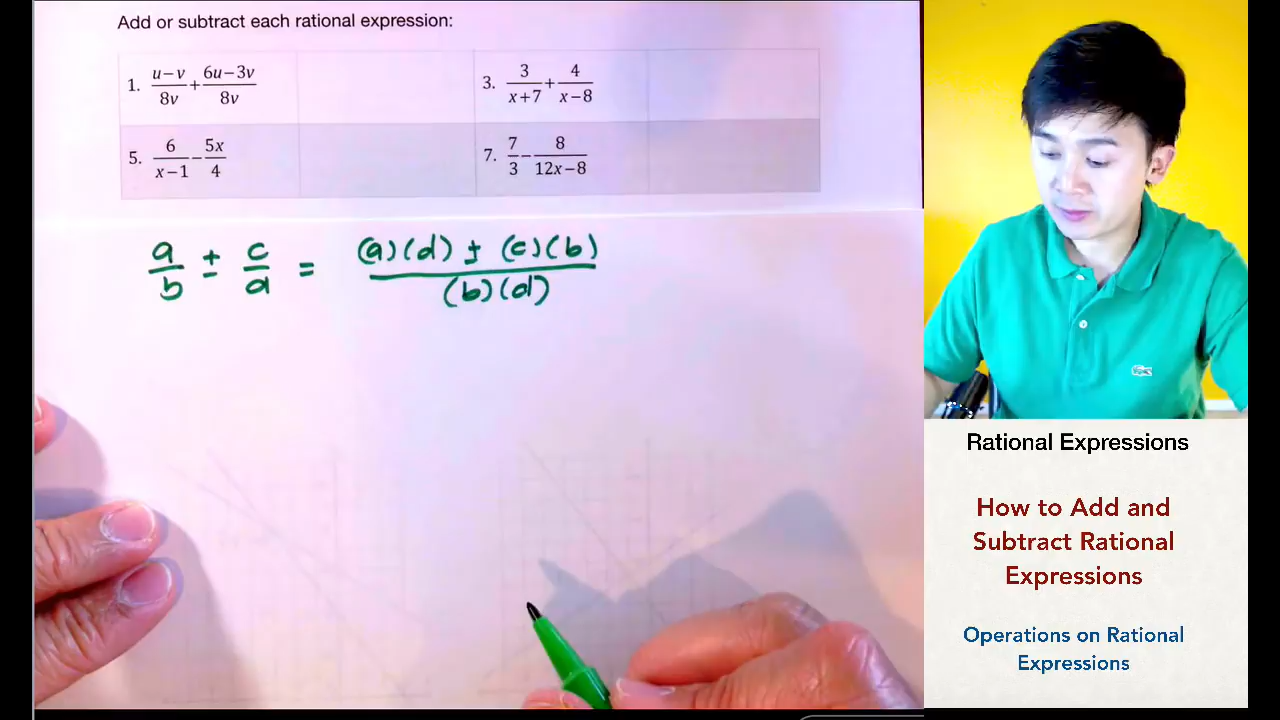 Add or subtract each rational expression:
1. (u−v)/(8v) + (6u−3v)/(8v)
3. 3/(x+7) + 4/(x−8)
5. 6/(x−1) − 5x/4
7. 7/3 − 8/(12x−8)
a/b ± c/d = ((a)(d) ± (c)(b))/((b)(d))
Rational Expressions
How to Add and
Subtract Rational
Expressions
Operations on Rational
Expressions